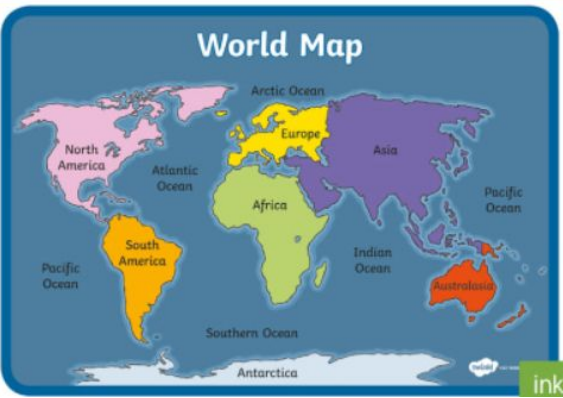 World Map
Arctic Ocean
Europe
Asia
North
America
Atlantic
Ocean
Africa
Pacific
Ocean
South
America
Indian
Ocean
Pacific
Ocean
Australasia
Southern Ocean
Antarctica
twinkl
ink